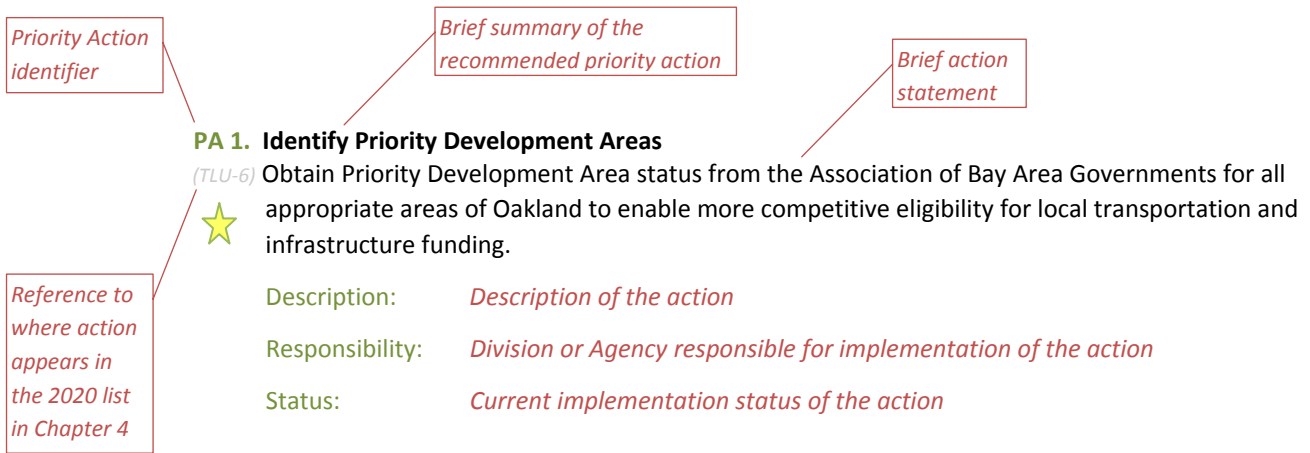 Priority Action
identifier
Brief summary of the
recommended priority action
Brief action
statement
PA 1. Identify Priority Development Areas
(TLU-6) Obtain Priority Development Area status from the Association of Bay Area Governments for all
appropriate areas of Oakland to enable more competitive eligibility for local transportation and
infrastructure funding.
Reference to
where action
appears in
the 2020 list
in Chapter 4
Description: Description of the action
Responsibility: Division or Agency responsible for implementation of the action
Status: Current implementation status of the action